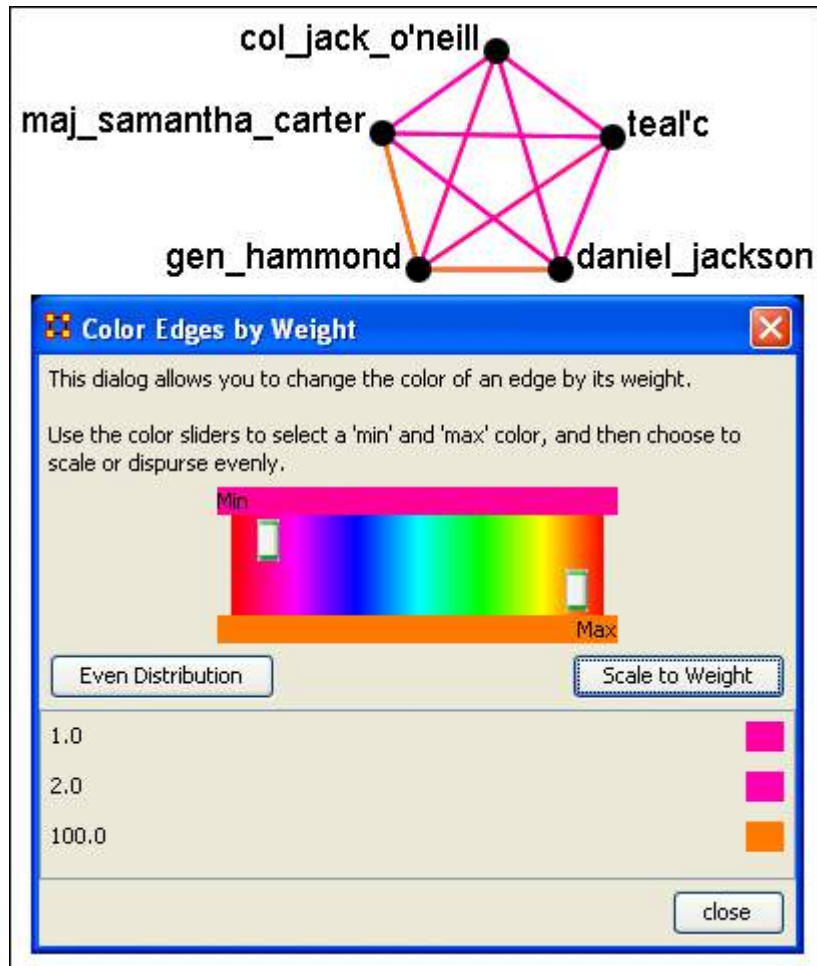 col_jack_o'neill
maj_samantha_carter
teal'c
gen_hammond
daniel_jackson
Color Edges by Weight
This dialog allows you to change the color of an edge by its weight.
Use the color sliders to select a 'min' and 'max' color, and then choose to
scale or dispurse evenly.
Min
Max
Even Distribution
Scale to Weight
1.0
2.0
100.0
close